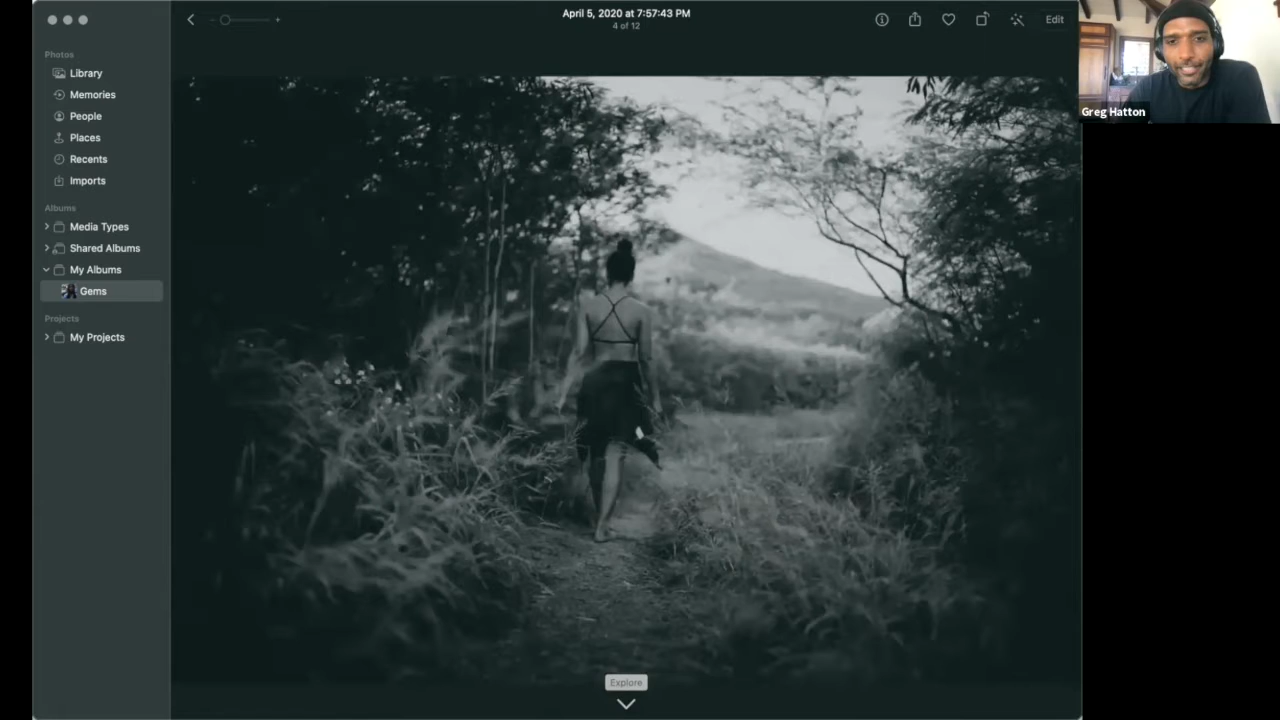 April 5, 2020 at 7:57:43 PM
4 of 12
Edit
Photos
Library
Memories
People
Places
Recents
Imports
Albums
Media Types
Shared Albums
My Albums
Gems
Projects
My Projects
Explore
Greg Hatton